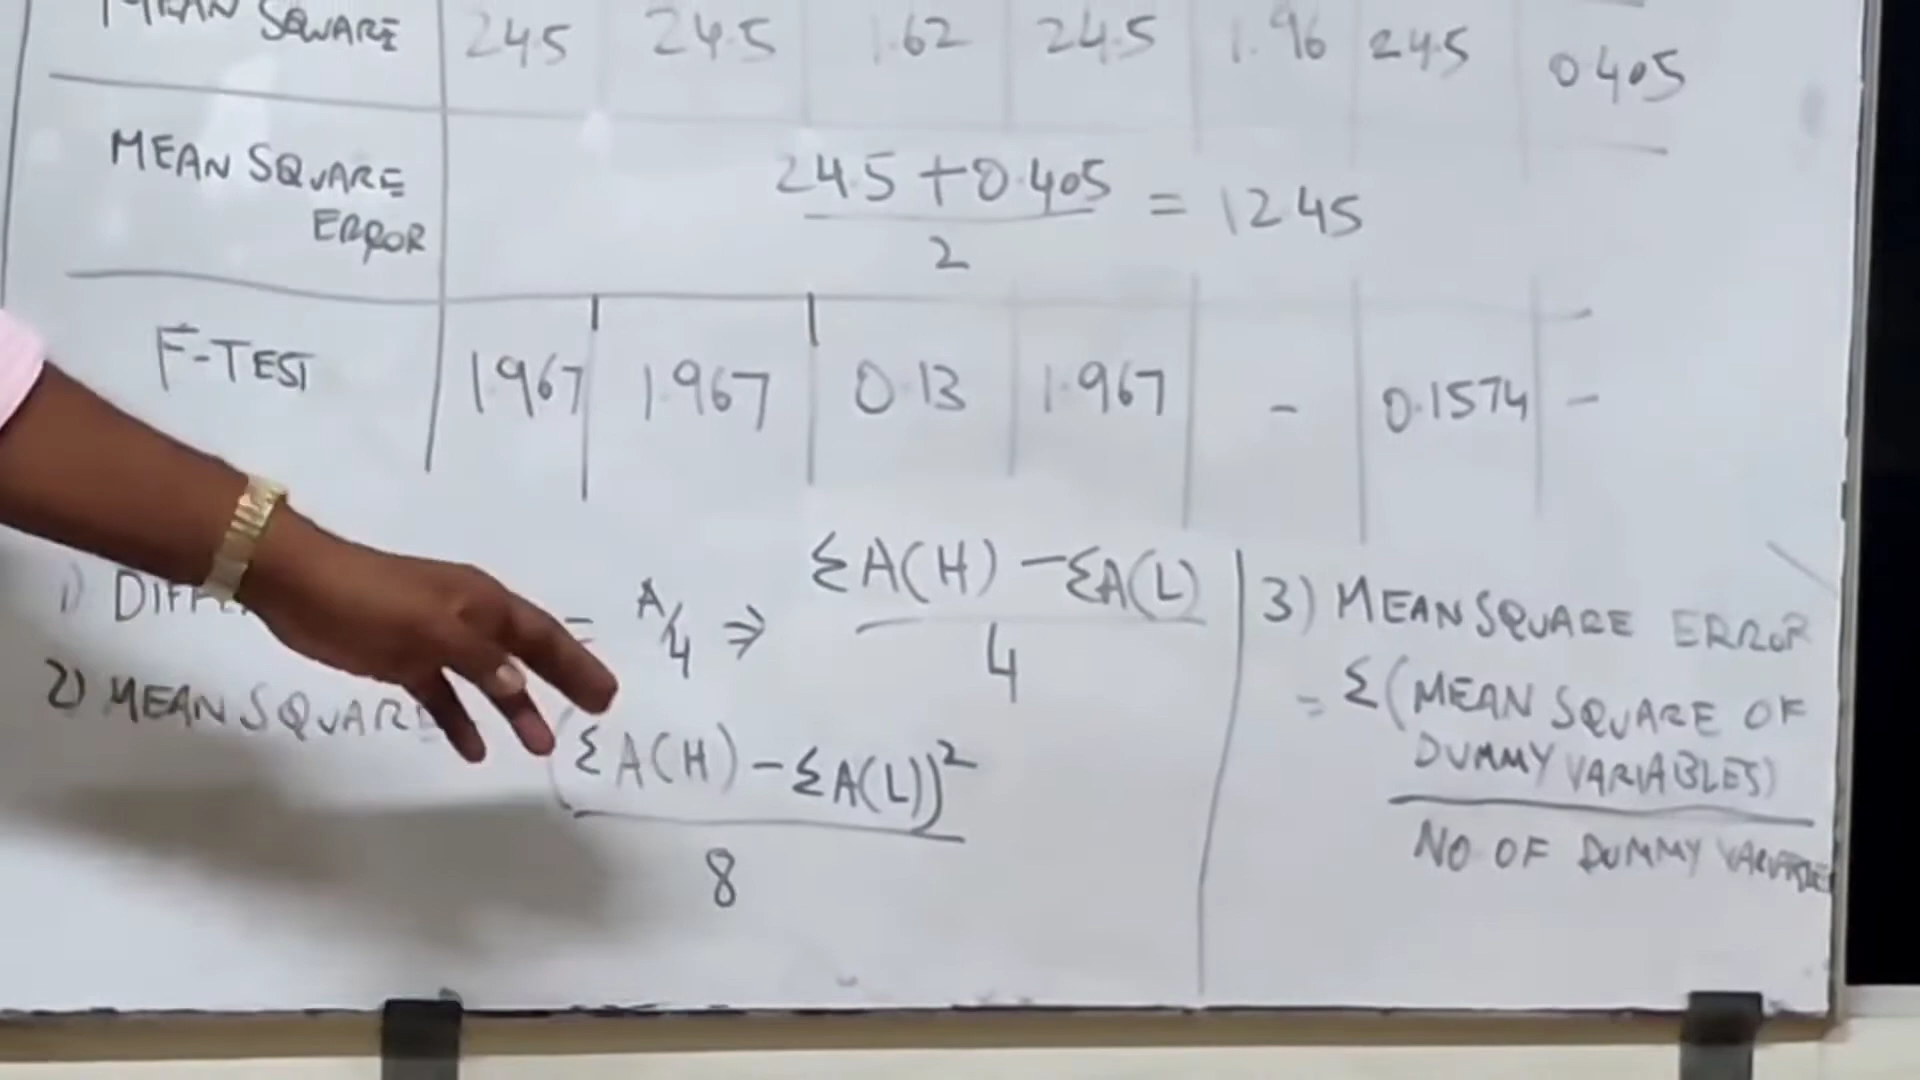 MEAN SQUARE 24.5 24.5 1.62 24.5 1.96 24.5 0.405
MEAN SQUARE
ERROR
24.5 + 0.405
= 12.45
2
F-TEST 1.967 1.967 0.13 1.967 - 0.1574 -
1) DIFFE
= A/4 ⇒ ΣA(H) - ΣA(L)
4
2) MEAN SQUARE
(ΣA(H) - ΣA(L))²
8
3) MEAN SQUARE ERROR
= Σ(MEAN SQUARE OF
DUMMY VARIABLES)
NO OF DUMMY